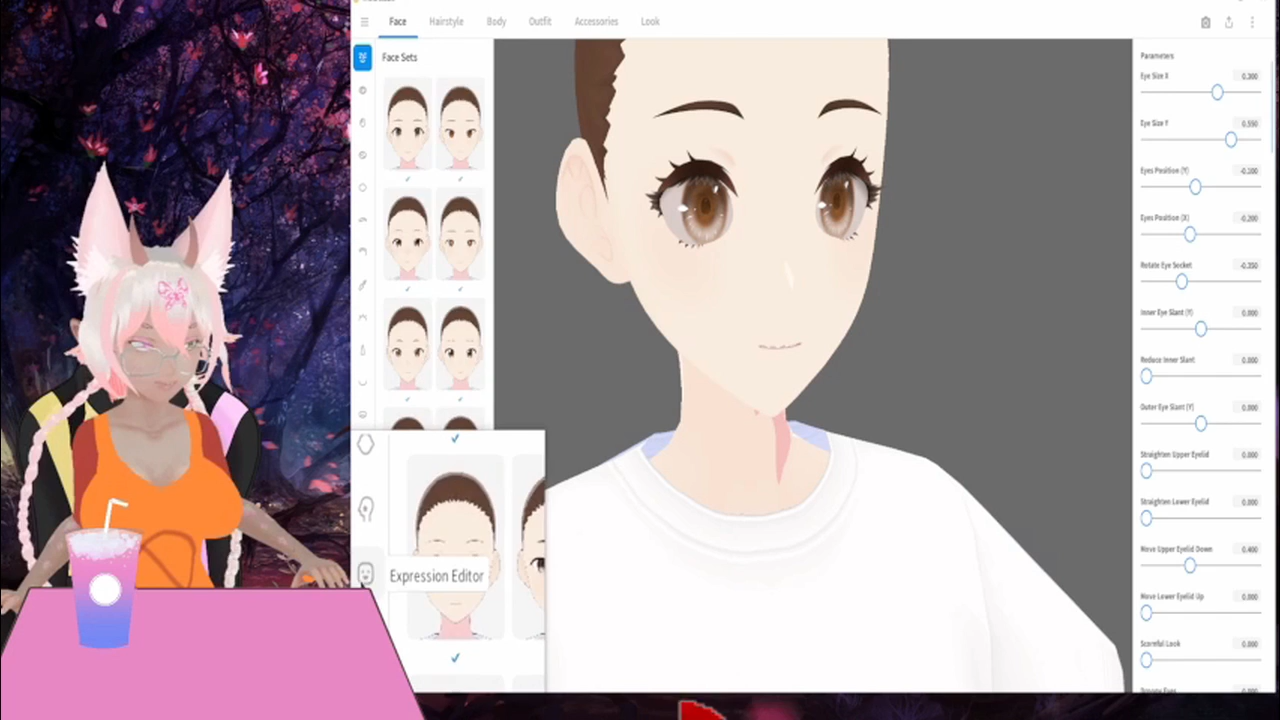 Face Hairstyle Body Outfit Accessories Look
Face Sets
Expression Editor
Parameters
Eye Size X 0.300
Eye Size Y 0.550
Eyes Position (Y) -0.100
Eyes Position (X) -0.200
Rotate Eye Socket -0.350
Inner Eye Slant (Y) 0.000
Reduce Inner Slant 0.000
Outer Eye Slant (Y) 0.000
Straighten Upper Eyelid 0.000
Straighten Lower Eyelid 0.000
Move Upper Eyelid Down 0.400
Move Lower Eyelid Up 0.000
Scornful Look 0.000